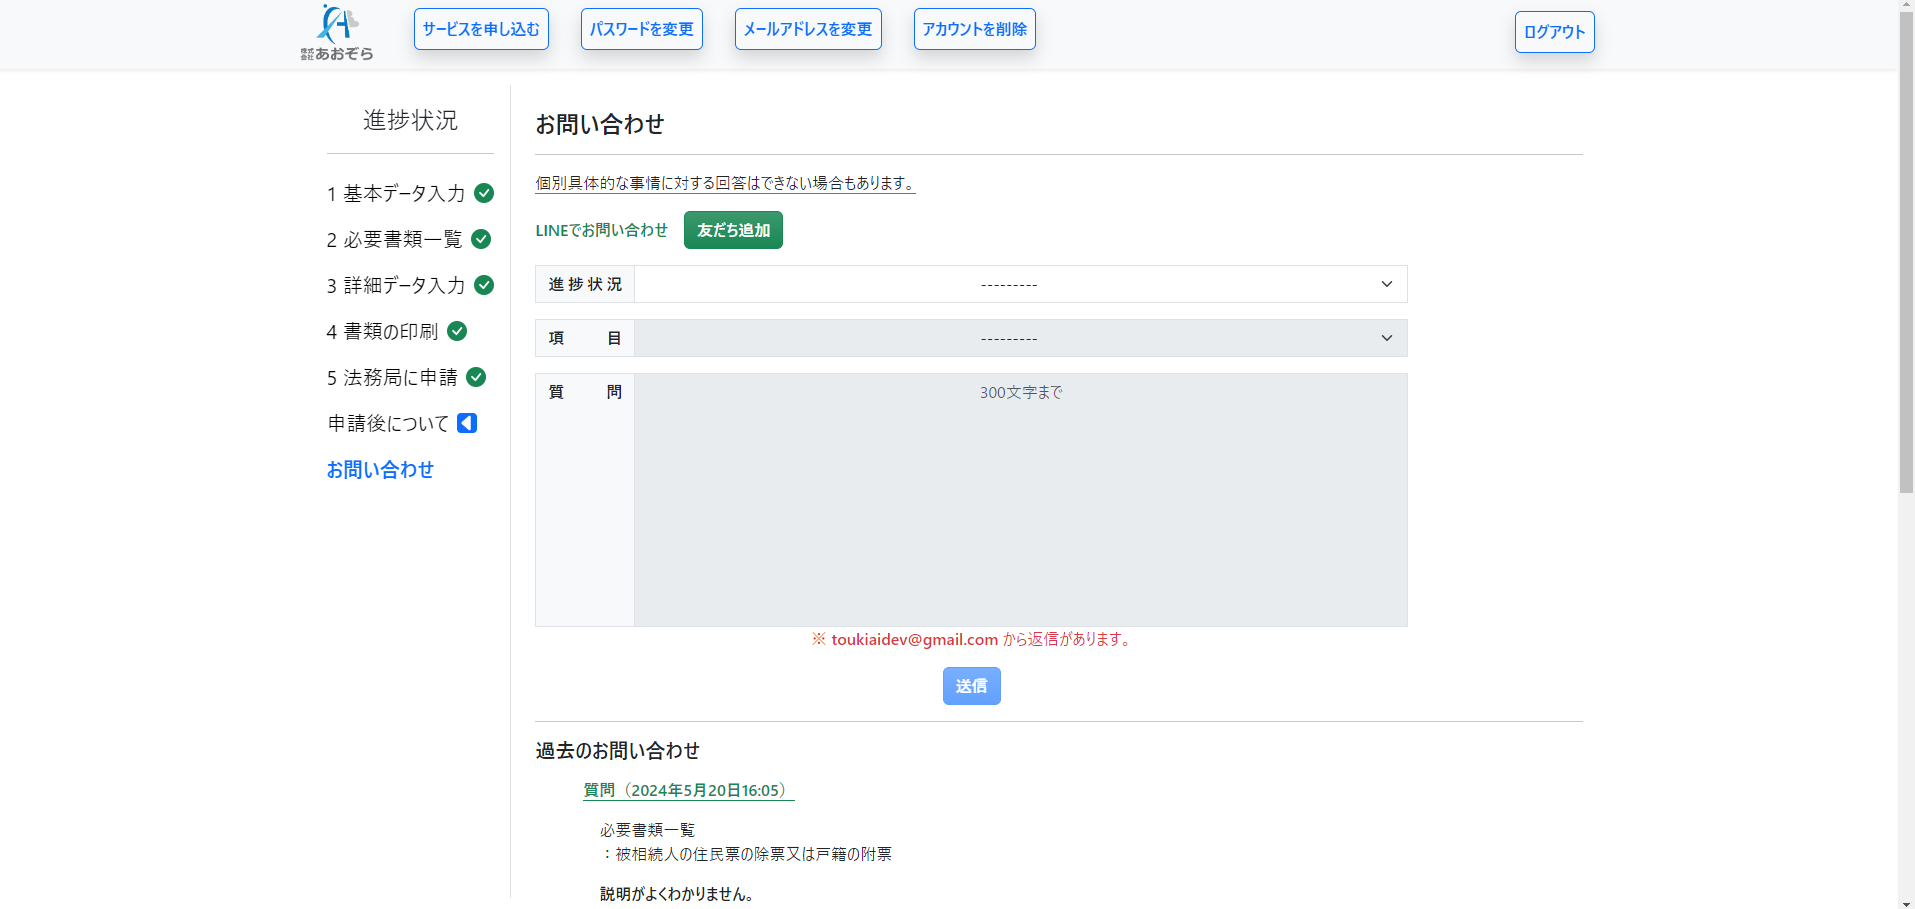 株式会社あおぞら
サービスを申し込む
パスワードを変更
メールアドレスを変更
アカウントを削除
ログアウト
進捗状況
1 基本データ入力
2 必要書類一覧
3 詳細データ入力
4 書類の印刷
5 法務局に申請
申請後について
お問い合わせ
お問い合わせ
個別具体的な事情に対する回答はできない場合もあります。
LINEでお問い合わせ 友だち追加
進捗状況 ---------
項目 ---------
質問 300文字まで
※ toukiaidev@gmail.com から返信があります。
送信
過去のお問い合わせ
質問（2024年5月20日16:05）
必要書類一覧
：被相続人の住民票の除票又は戸籍の附票
説明がよくわかりません。